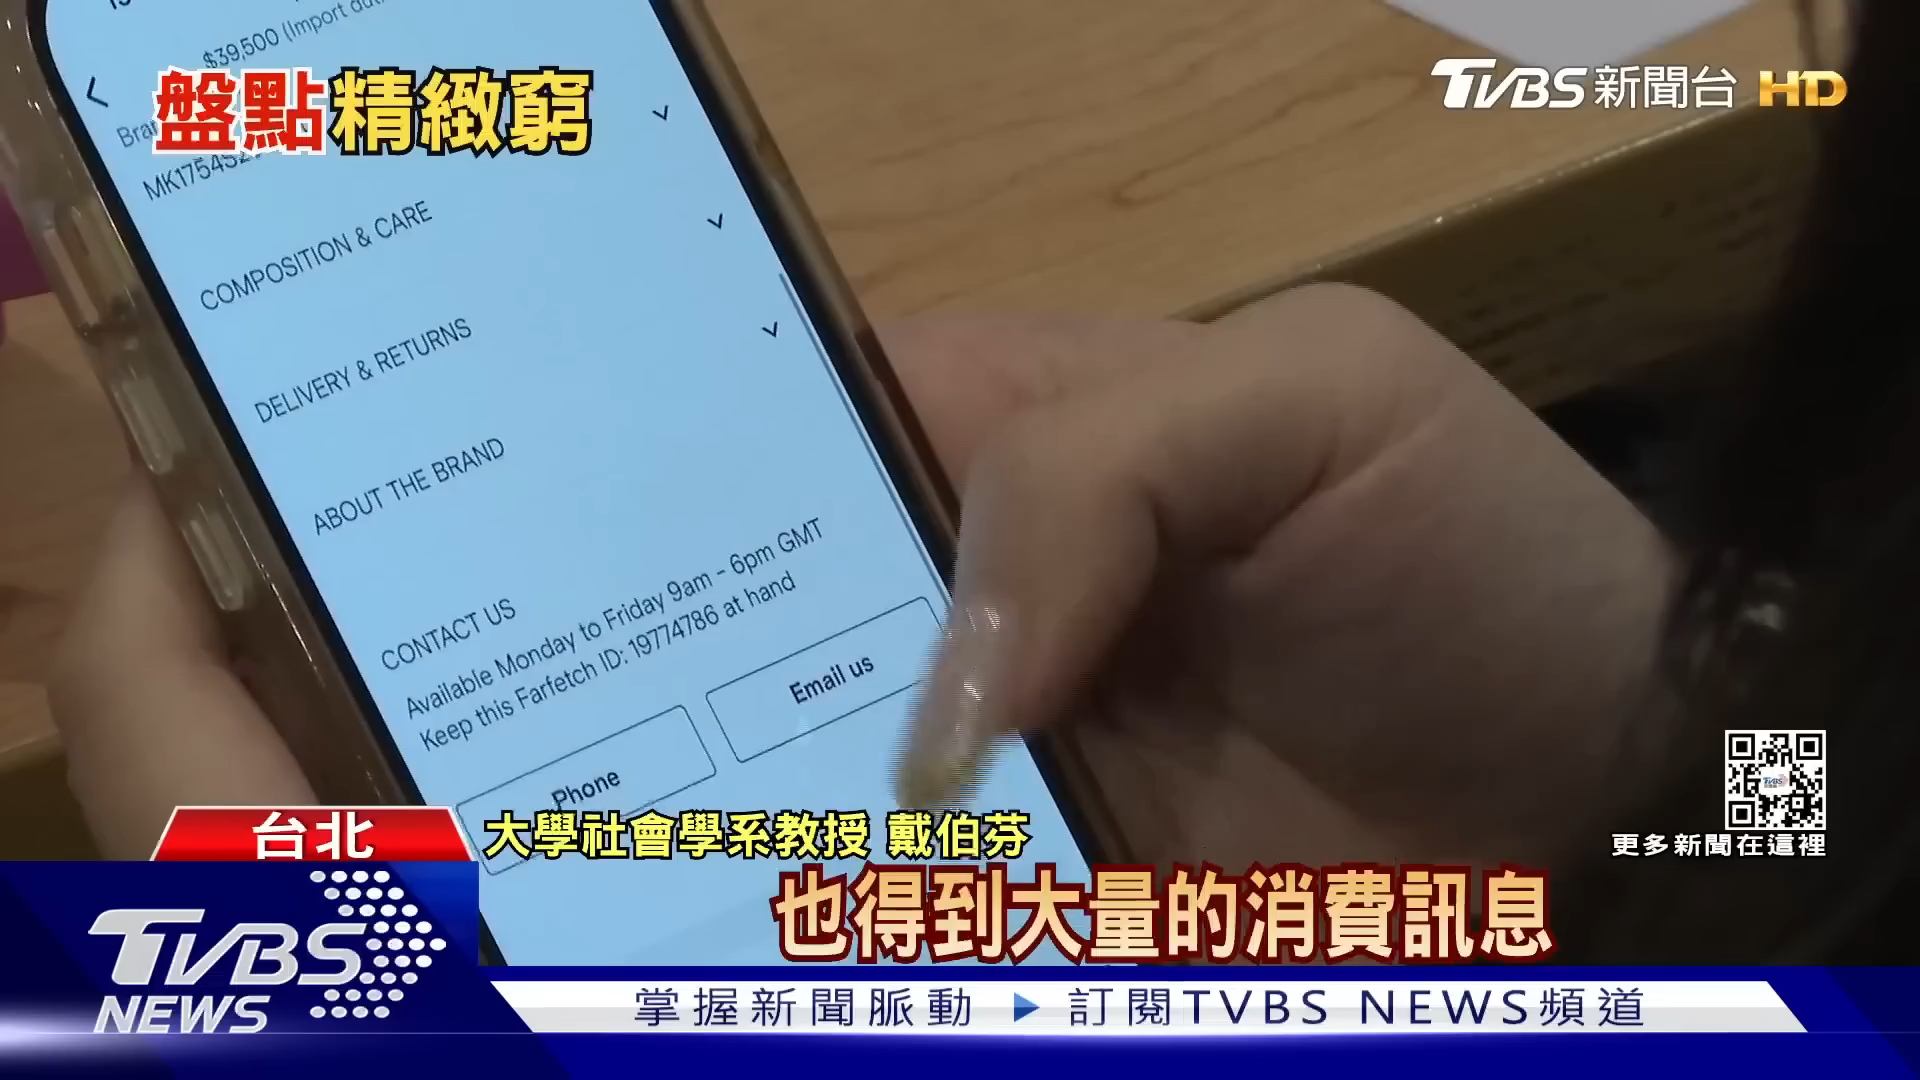 $39,500 (Import
盤點精緻窮
TVBS新聞台 HD
COMPOSITION & CARE
DELIVERY & RETURNS
ABOUT THE BRAND
CONTACT US
Available Monday to Friday 9am - 6pm GMT
Keep this Farfetch ID: 19774786 at hand
Phone
Email us
更多新聞在這裡
台北
大學社會學系教授 戴伯芬
也得到大量的消費訊息
TVBS NEWS
掌握新聞脈動 ▶ 訂閱TVBS NEWS頻道